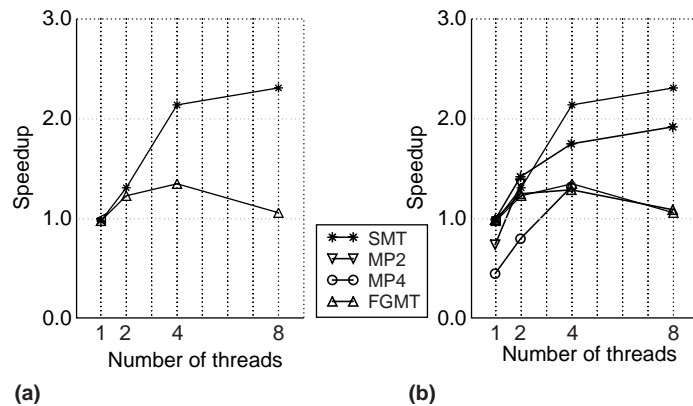 3.0
2.0
1.0
0.0
Speedup
1 2 4 8
Number of threads
(a)
SMT
MP2
MP4
FGMT
3.0
2.0
1.0
0.0
Speedup
1 2 4 8
Number of threads
(b)